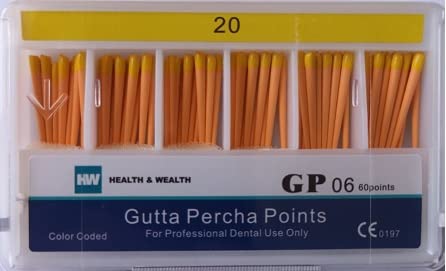 20
HW HEALTH & WEALTH
GP 06 60points
Gutta Percha Points
Color Coded
For Professional Dental Use Only
CE 0197